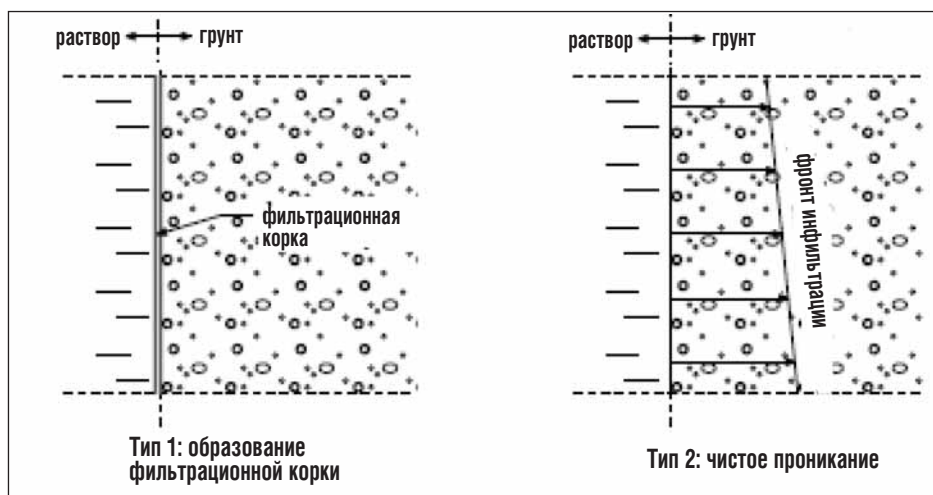 раствор
грунт
фильтрационная
корка
Тип 1: образование
фильтрационной корки
раствор
грунт
фронт инфильтрации
Тип 2: чистое проникание